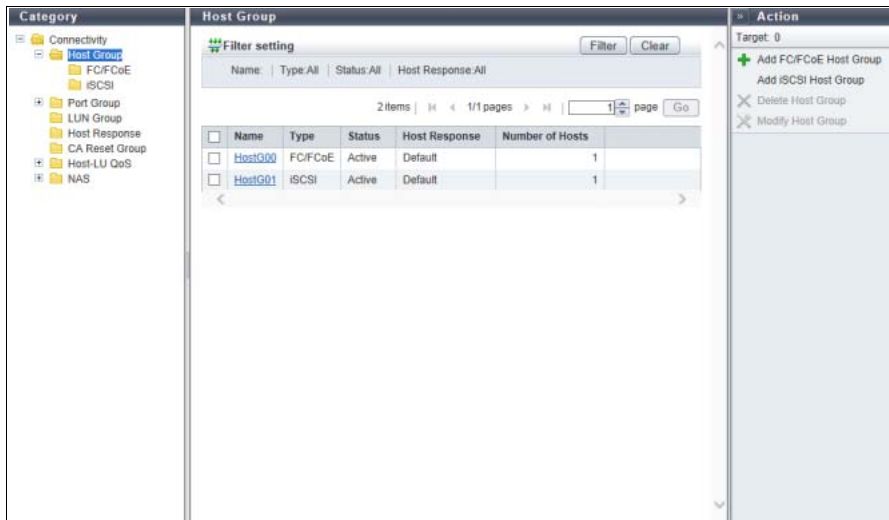 Category
Connectivity
Host Group
FC/FCoE
iSCSI
Port Group
LUN Group
Host Response
CA Reset Group
Host-LU QoS
NAS
Host Group
Filter setting
Filter Clear
Name: | Type:All | Status:All | Host Response:All
2 items | 1/1 pages | 1 page Go
Name Type Status Host Response Number of Hosts
HostG00 FC/FCoE Active Default 1
HostG01 iSCSI Active Default 1
» Action
Target: 0
Add FC/FCoE Host Group
Add iSCSI Host Group
Delete Host Group
Modify Host Group